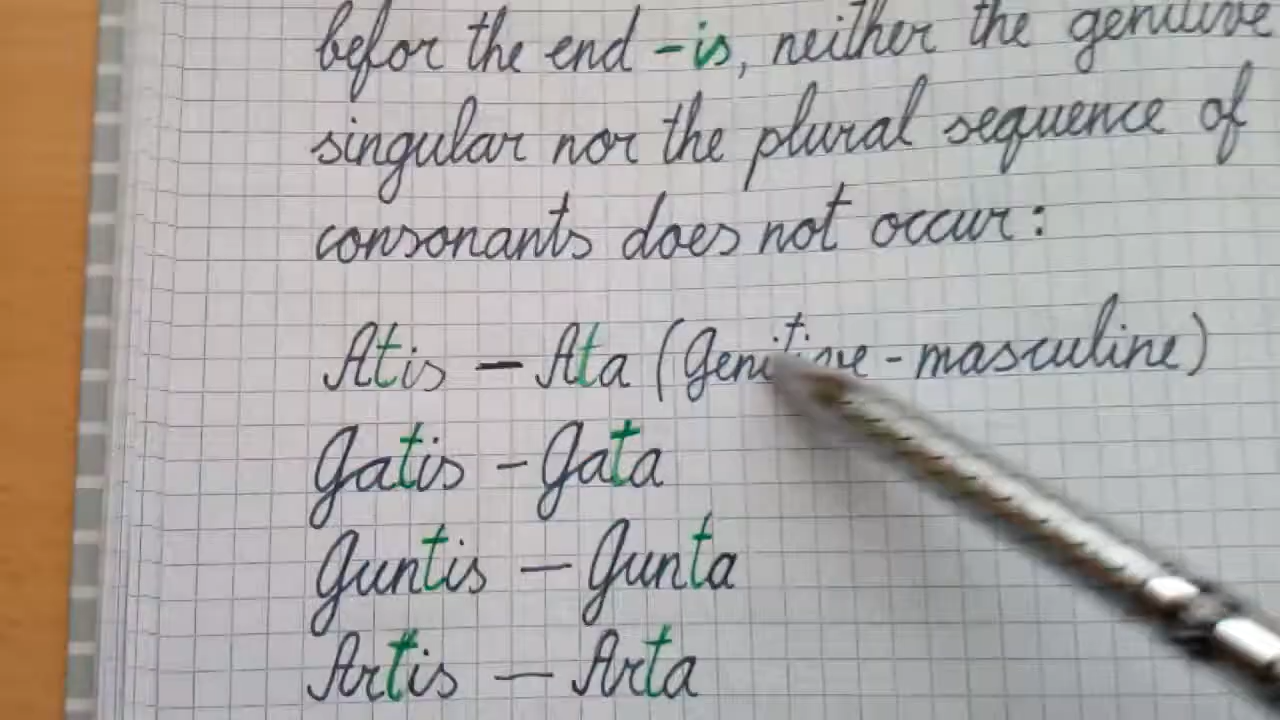 befor the end -is, neither the genitive
singular nor the plural sequence of
consonants does not occur:
Atis - Ata (Genitive - masculine)
Gatis - Gata
Guntis - Gunta
Artis - Arta